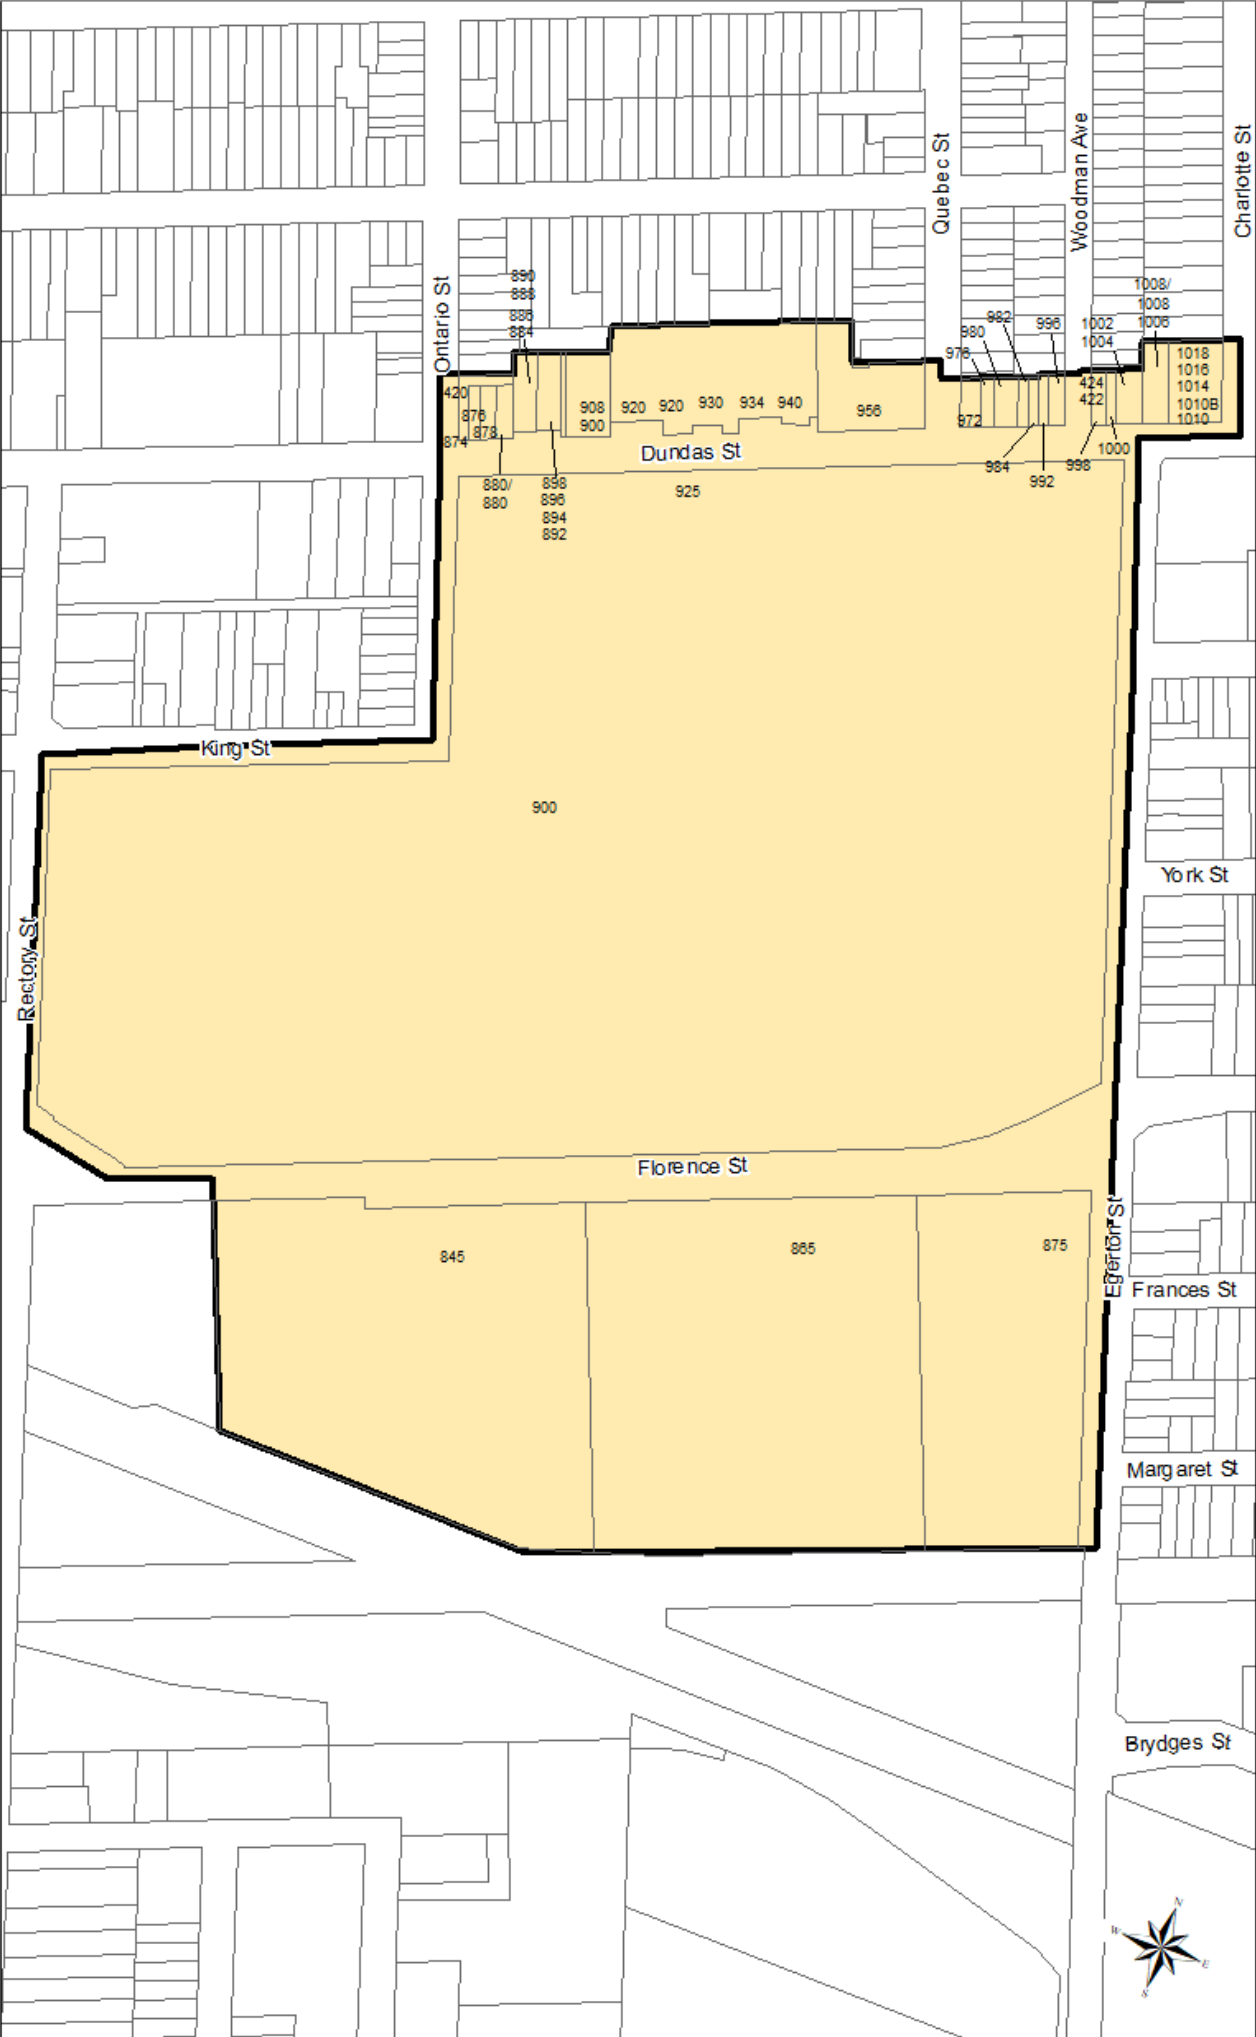 Quebec St
Woodman Ave
Charlotte St
Ontario St
890
888
886
884
1008/
1008
1006
982
996
1002
1004
980
976
1018
1016
1014
1010B
1010
420
876
878
874
424
422
908
900
920
920
930
934
940
956
972
Dundas St
984
992
998
1000
880/
880
898
896
894
892
925
King St
900
York St
Rectory St
Florence St
845
865
875
Egerton St
Frances St
Margaret St
Brydges St
N
W
E
S